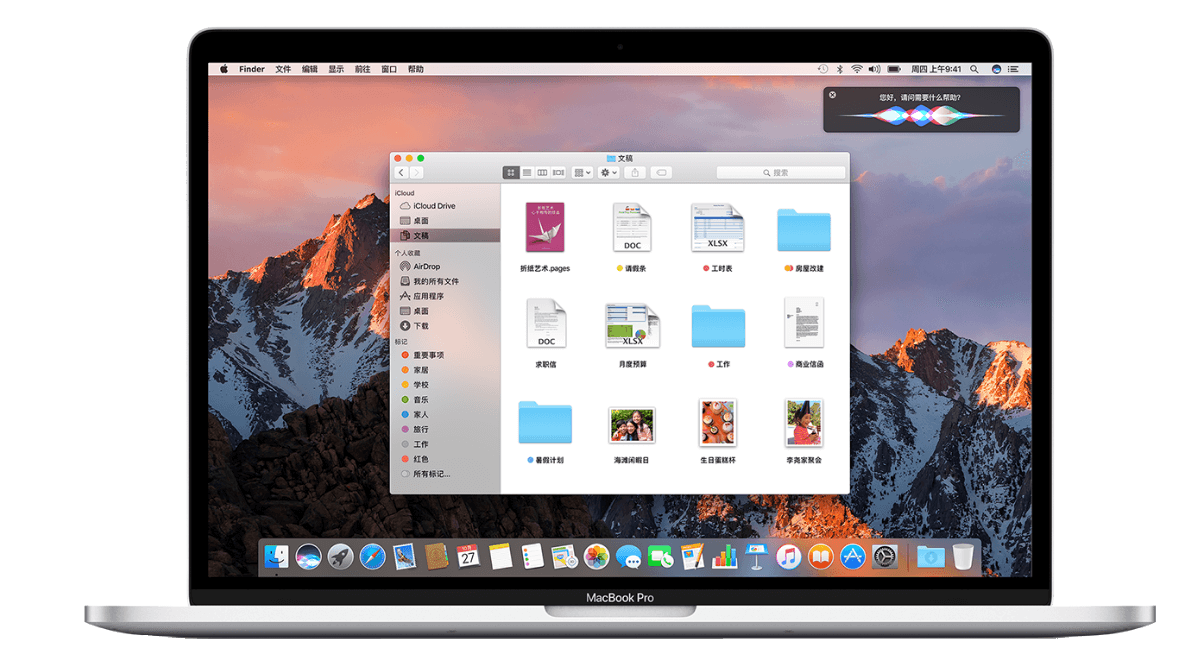 Finder 文件 编辑 显示 前往 窗口 帮助
周四上午9:41
您好，请问需要什么帮助?
文稿
搜索
iCloud
iCloud Drive
桌面
文稿
个人收藏
AirDrop
我的所有文件
应用程序
桌面
下载
标记
重要事项
家居
学校
音乐
家人
旅行
工作
红色
所有标记...
折纸艺术
DOC
XLSX
折纸艺术.pages
请假条
工时表
房屋改建
DOC
XLSX
求职信
月度预算
工作
商业信函
暑假计划
海滩闲暇日
生日蛋糕杯
李尧家聚会
27
MacBook Pro